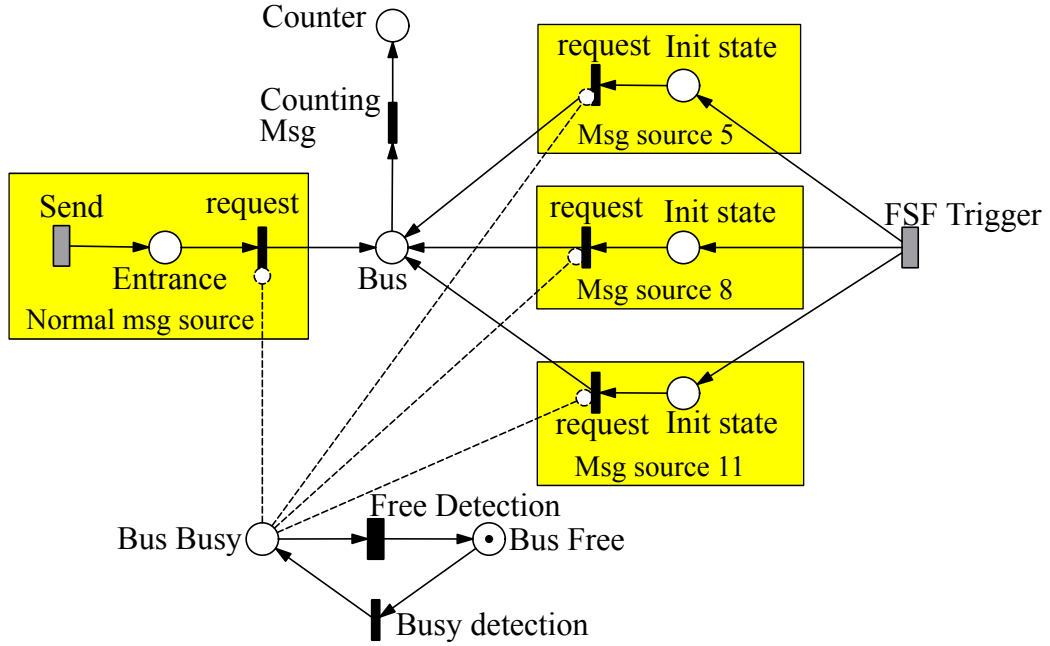 Counter
request
Init state
Counting
Msg
Msg source 5
Send
request
request
Init state
FSF Trigger
Entrance
Bus
Msg source 8
Normal msg source
request
Init state
Msg source 11
Free Detection
Bus Busy
Bus Free
Busy detection